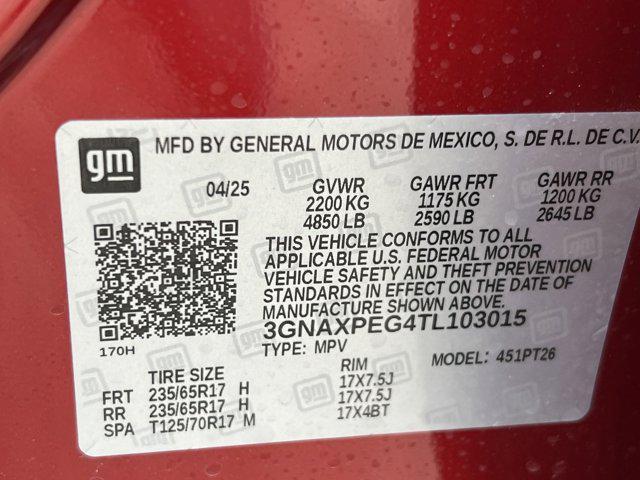 gm
MFD BY GENERAL MOTORS DE MEXICO, S. DE R.L. DE C.V.
04/25 GVWR GAWR FRT GAWR RR
2200 KG 1175 KG 1200 KG
4850 LB 2590 LB 2645 LB
THIS VEHICLE CONFORMS TO ALL
APPLICABLE U.S. FEDERAL MOTOR
VEHICLE SAFETY AND THEFT PREVENTION
STANDARDS IN EFFECT ON THE DATE OF
MANUFACTURE SHOWN ABOVE.
3GNAXPEG4TL103015
170H
TYPE: MPV MODEL: 451PT26
TIRE SIZE RIM
FRT 235/65R17 H 17X7.5J
RR 235/65R17 H 17X7.5J
SPA T125/70R17 M 17X4BT